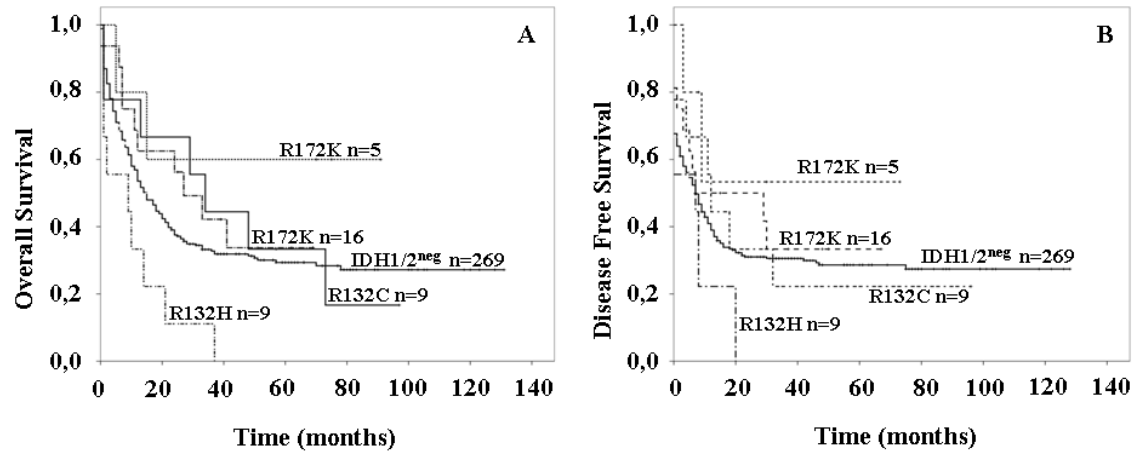 A
Overall Survival
1,0
0,8
0,6
0,4
0,2
0,0
R172K n=5
R172K n=16
IDH1/2neg n=269
R132C n=9
R132H n=9
0 20 40 60 80 100 120 140
Time (months)
B
Disease Free Survival
1,0
0,8
0,6
0,4
0,2
0,0
R172K n=5
R172K n=16
IDH1/2neg n=269
R132C n=9
R132H n=9
0 20 40 60 80 100 120 140
Time (months)